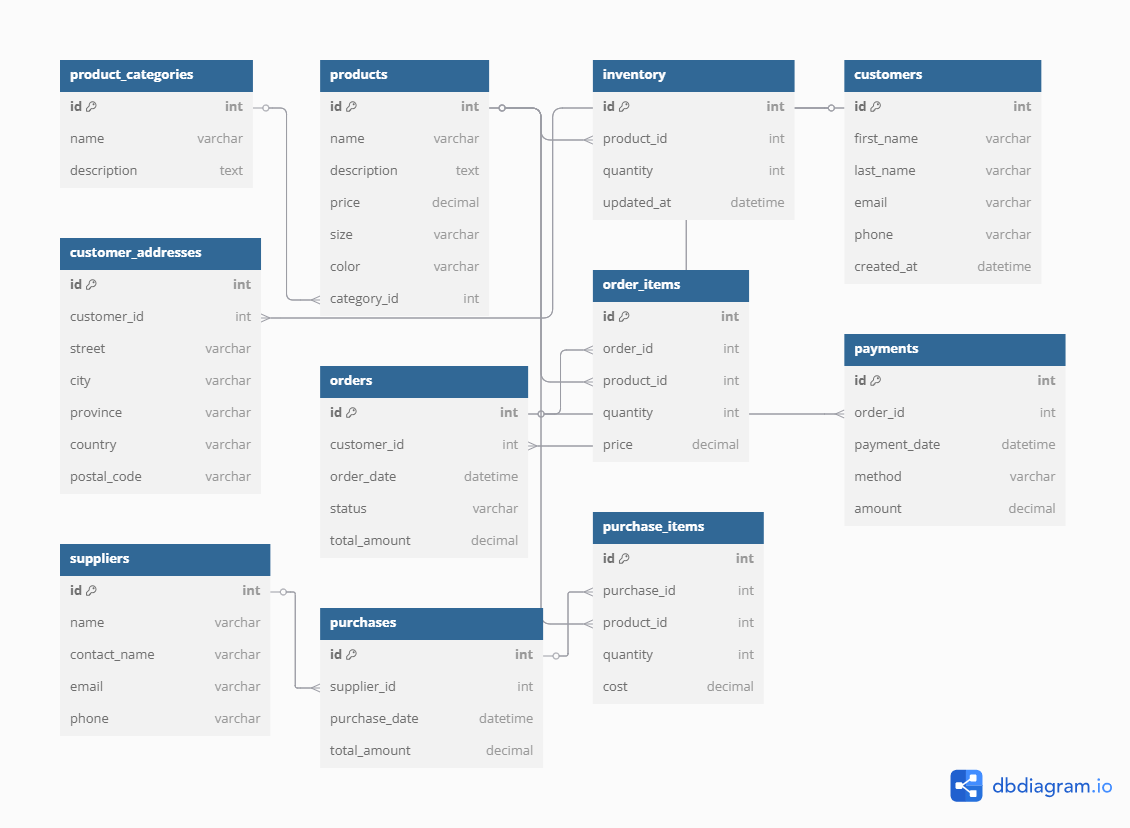 product_categories
id int
name varchar
description text
products
id int
name varchar
description text
price decimal
size varchar
color varchar
category_id int
inventory
id int
product_id int
quantity int
updated_at datetime
customers
id int
first_name varchar
last_name varchar
email varchar
phone varchar
created_at datetime
customer_addresses
id int
customer_id int
street varchar
city varchar
province varchar
country varchar
postal_code varchar
orders
id int
customer_id int
order_date datetime
status varchar
total_amount decimal
order_items
id int
order_id int
product_id int
quantity int
price decimal
payments
id int
order_id int
payment_date datetime
method varchar
amount decimal
suppliers
id int
name varchar
contact_name varchar
email varchar
phone varchar
purchases
id int
supplier_id int
purchase_date datetime
total_amount decimal
purchase_items
id int
purchase_id int
product_id int
quantity int
cost decimal
dbdiagram.io